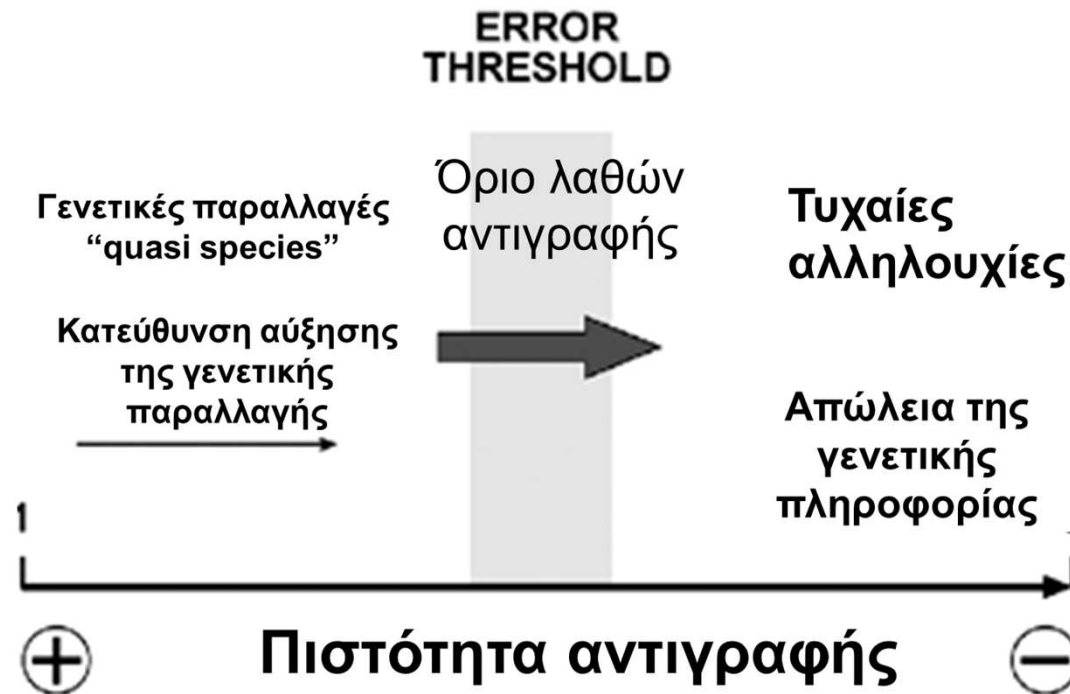 ERROR
THRESHOLD
Γενετικές παραλλαγές
“quasi species”
Κατεύθυνση αύξησης
της γενετικής
παραλλαγής
Όριο λαθών
αντιγραφής
Τυχαίες
αλληλουχίες
Απώλεια της
γενετικής
πληροφορίας
1
+
Πιστότητα αντιγραφής
−